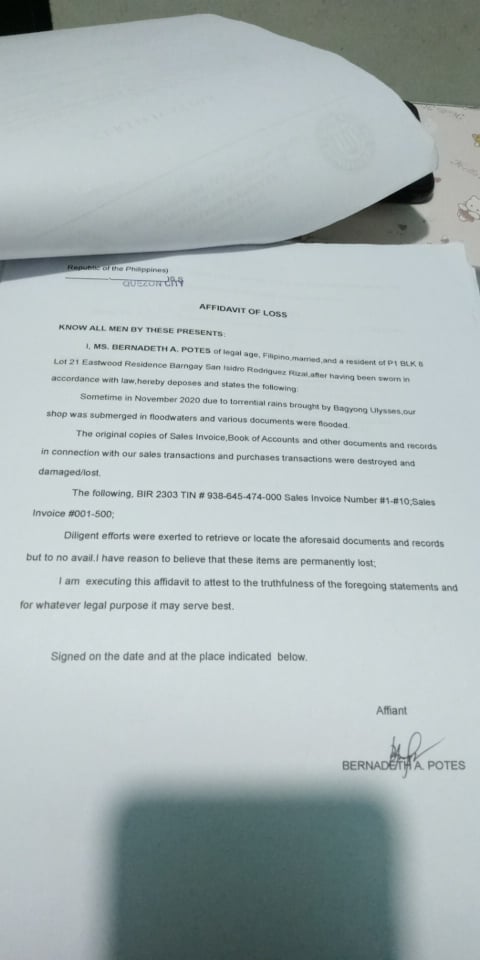 Republic of the Philippines)
QUEZON CITY
AFFIDAVIT OF LOSS
KNOW ALL MEN BY THESE PRESENTS:
I, MS. BERNADETH A. POTES of legal age, Filipino,married,and a resident of P1 BLK 6
Lot 21 Eastwood Residence Barngay San Isidro Rodriguez Rizal,after having been sworn in
accordance with law,hereby deposes and states the following:
Sometime in November 2020 due to torrential rains brought by Bagyong Ulysses,our
shop was submerged in floodwaters and various documents were flooded.
The original copies of Sales Invoice,Book of Accounts and other documents and records
in connection with our sales transactions and purchases transactions were destroyed and
damaged/lost.
The following, BIR 2303 TIN # 938-645-474-000 Sales Invoice Number #1-#10;Sales
Invoice #001-500;
Diligent efforts were exerted to retrieve or locate the aforesaid documents and records
but to no avail.I have reason to believe that these items are permanently lost;
I am executing this affidavit to attest to the truthfulness of the foregoing statements and
for whatever legal purpose it may serve best.
Signed on the date and at the place indicated below.
Affiant
BERNADETH A. POTES